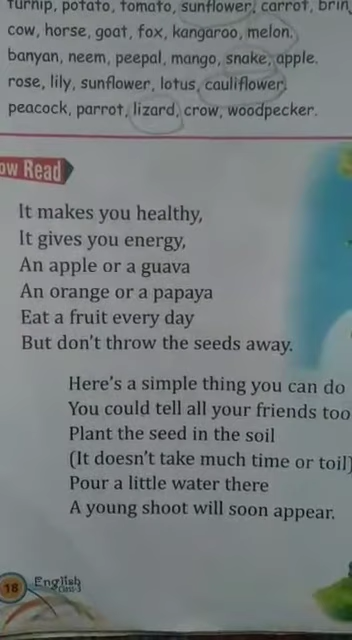 turnip, potato, tomato, sunflower, carrot,
cow, horse, goat, fox, kangaroo, melon.
banyan, neem, peepal, mango, snake, apple.
rose, lily, sunflower, lotus, cauliflower.
peacock, parrot, lizard, crow, woodpecker.
ow Read
It makes you healthy,
It gives you energy,
An apple or a guava
An orange or a papaya
Eat a fruit every day
But don't throw the seeds away.
Here's a simple thing you can do
You could tell all your friends too
Plant the seed in the soil
(It doesn't take much time or toil)
Pour a little water there
A young shoot will soon appear.
18 English
Class-3